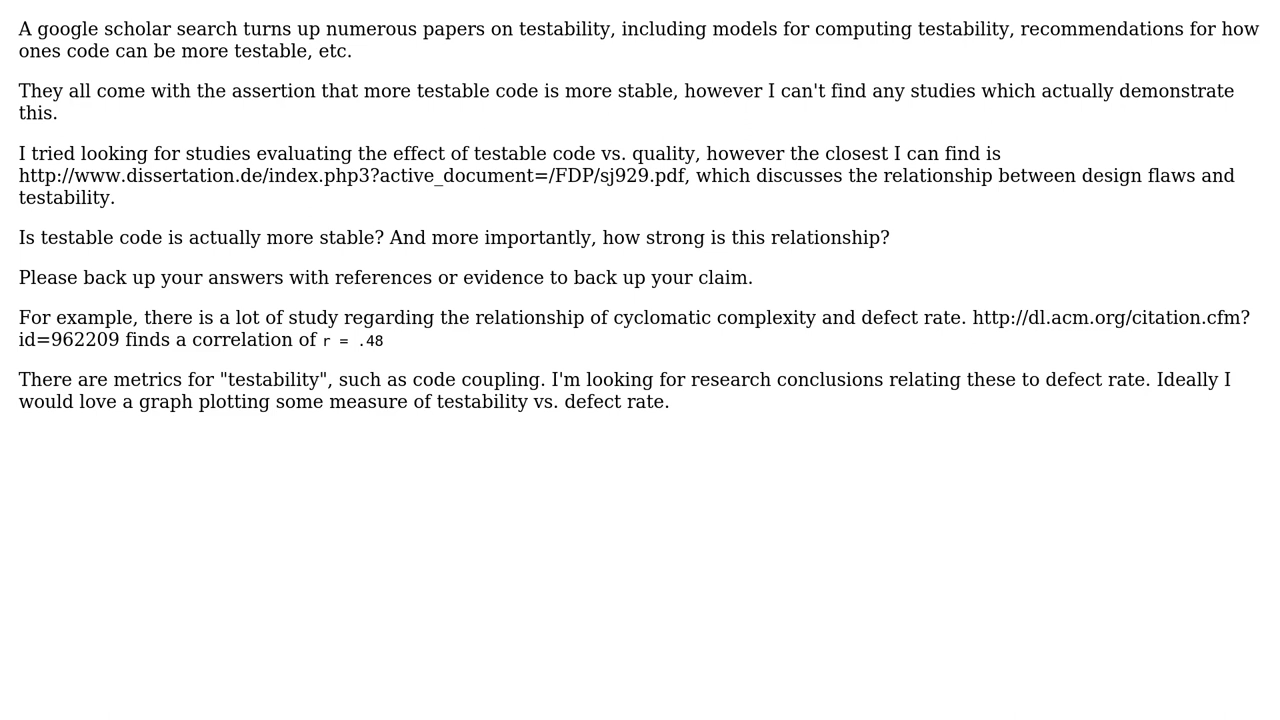 A google scholar search turns up numerous papers on testability, including models for computing testability, recommendations for how
ones code can be more testable, etc.
They all come with the assertion that more testable code is more stable, however I can't find any studies which actually demonstrate
this.
I tried looking for studies evaluating the effect of testable code vs. quality, however the closest I can find is
http://www.dissertation.de/index.php3?active_document=/FDP/sj929.pdf, which discusses the relationship between design flaws and
testability.
Is testable code is actually more stable? And more importantly, how strong is this relationship?
Please back up your answers with references or evidence to back up your claim.
For example, there is a lot of study regarding the relationship of cyclomatic complexity and defect rate. http://dl.acm.org/citation.cfm?
id=962209 finds a correlation of r = .48
There are metrics for "testability", such as code coupling. I'm looking for research conclusions relating these to defect rate. Ideally I
would love a graph plotting some measure of testability vs. defect rate.